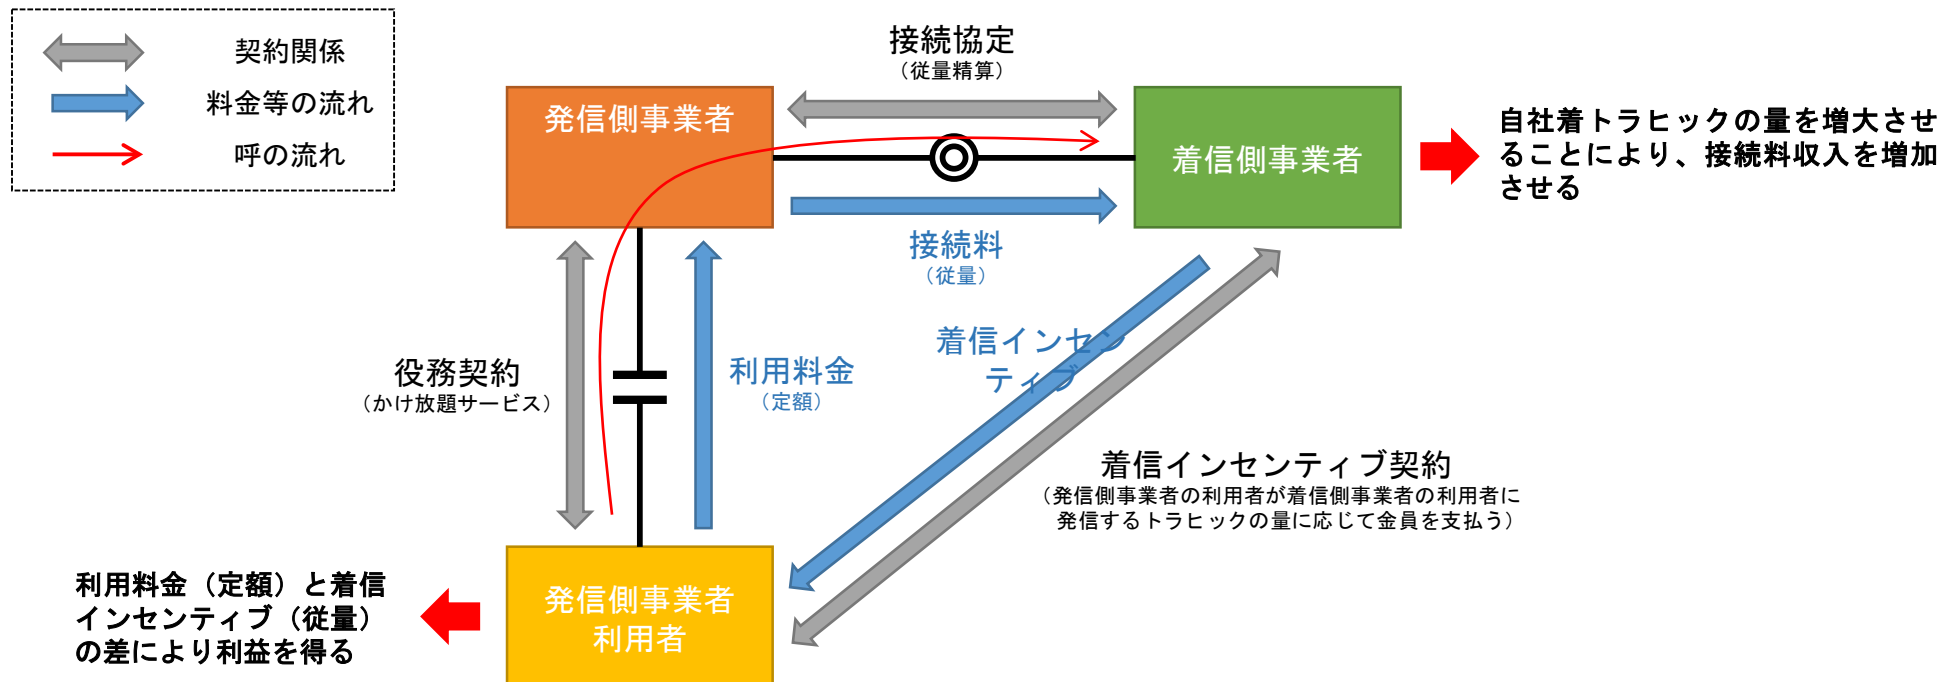 契約関係
料金等の流れ
呼の流れ
接続協定
（従量精算）
発信側事業者
着信側事業者
自社着トラヒックの量を増大させ
ることにより、接続料収入を増加
させる
接続料
（従量）
着信インセン
ティブ
役務契約
（かけ放題サービス）
利用料金
（定額）
着信インセンティブ契約
（発信側事業者の利用者が着信側事業者の利用者に
発信するトラヒックの量に応じて金員を支払う）
利用料金（定額）と着信
インセンティブ（従量）
の差により利益を得る
発信側事業者
利用者